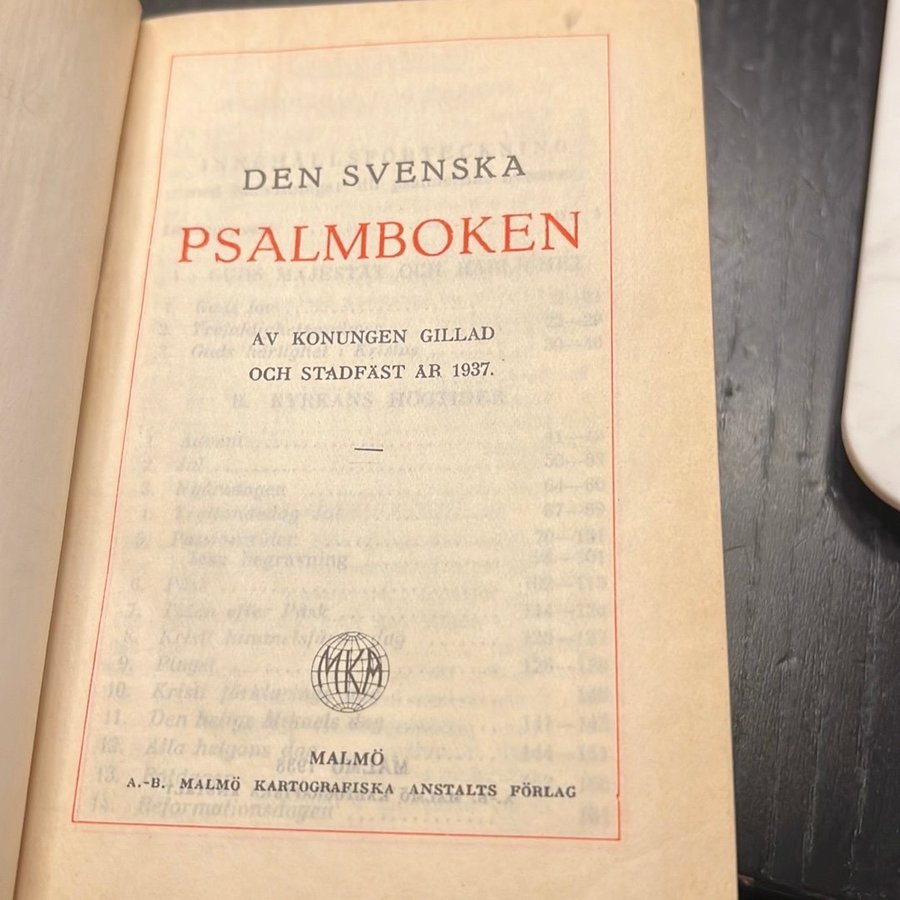 DEN SVENSKA
PSALMBOKEN
AV KONUNGEN GILLAD
OCH STADFÄST ÅR 1937.
MKA
MALMÖ
A.-B. MALMÖ KARTOGRAFISKA ANSTALTS FÖRLAG